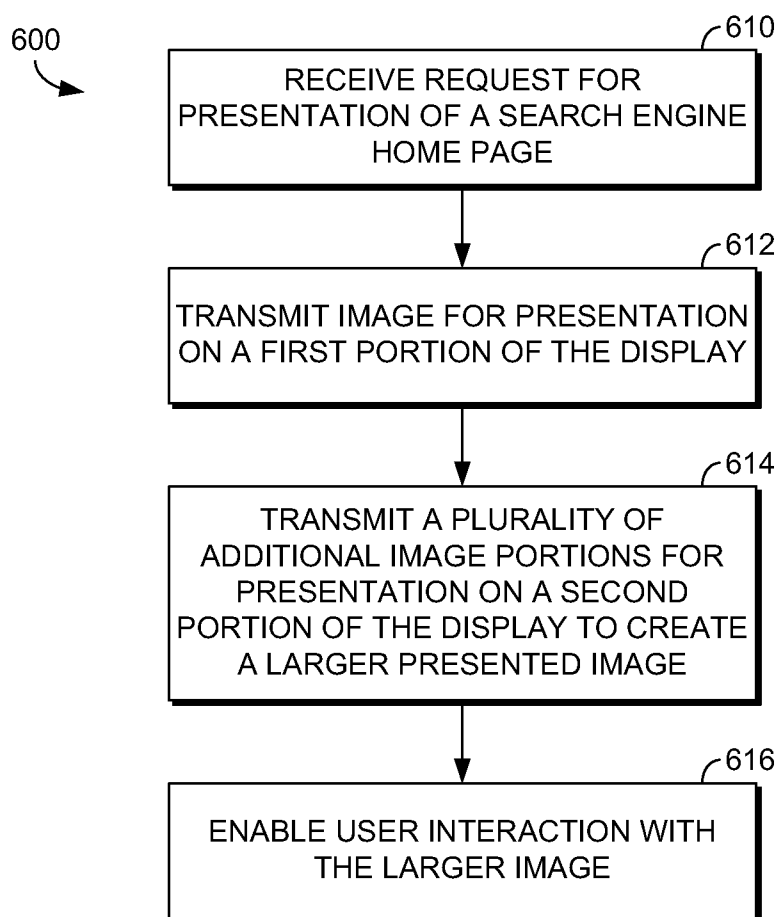 600
610
RECEIVE REQUEST FOR
PRESENTATION OF A SEARCH ENGINE
HOME PAGE
612
TRANSMIT IMAGE FOR PRESENTATION
ON A FIRST PORTION OF THE DISPLAY
614
TRANSMIT A PLURALITY OF
ADDITIONAL IMAGE PORTIONS FOR
PRESENTATION ON A SECOND
PORTION OF THE DISPLAY TO CREATE
A LARGER PRESENTED IMAGE
616
ENABLE USER INTERACTION WITH
THE LARGER IMAGE